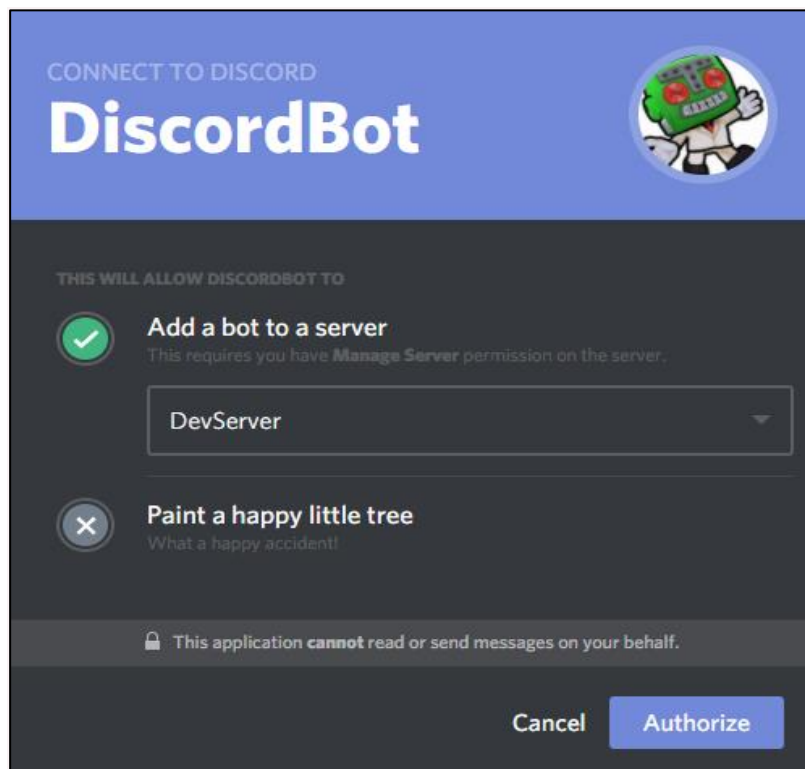 CONNECT TO DISCORD
DiscordBot
THIS WILL ALLOW DISCORDBOT TO
Add a bot to a server
This requires you have Manage Server permission on the server.
DevServer
Paint a happy little tree
What a happy accident!
This application cannot read or send messages on your behalf.
Cancel Authorize